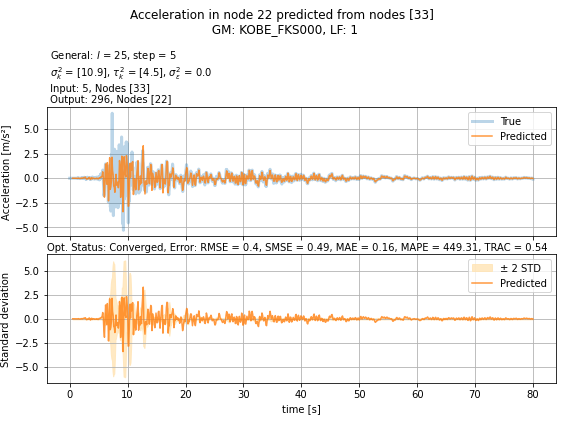 Acceleration in node 22 predicted from nodes [33]
GM: KOBE_FKS000, LF: 1
General: l = 25, step = 5
σ²ₖ = [10.9], τ²ₖ = [4.5], σ²ε = 0.0
Input: 5, Nodes [33]
Output: 296, Nodes [22]
Acceleration [m/s²]
5.0
2.5
0.0
−2.5
−5.0
True
Predicted
Opt. Status: Converged, Error: RMSE = 0.4, SMSE = 0.49, MAE = 0.16, MAPE = 449.31, TRAC = 0.54
Standard deviation
5.0
2.5
0.0
−2.5
−5.0
± 2 STD
Predicted
0 10 20 30 40 50 60 70 80
time [s]